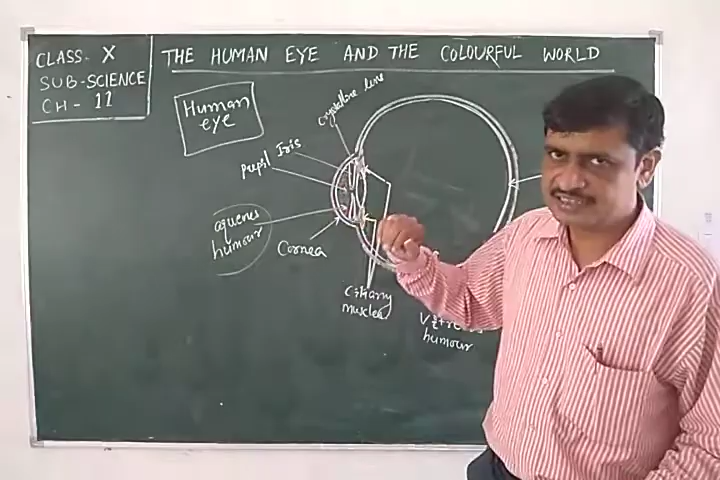 CLASS- X
SUB-SCIENCE
CH- 11
THE HUMAN EYE AND THE COLOURFUL WORLD
Human
eye
Crystalline line
Iris
Pupil
aqueous
humour
Cornea
Ciliary
muscles
humour